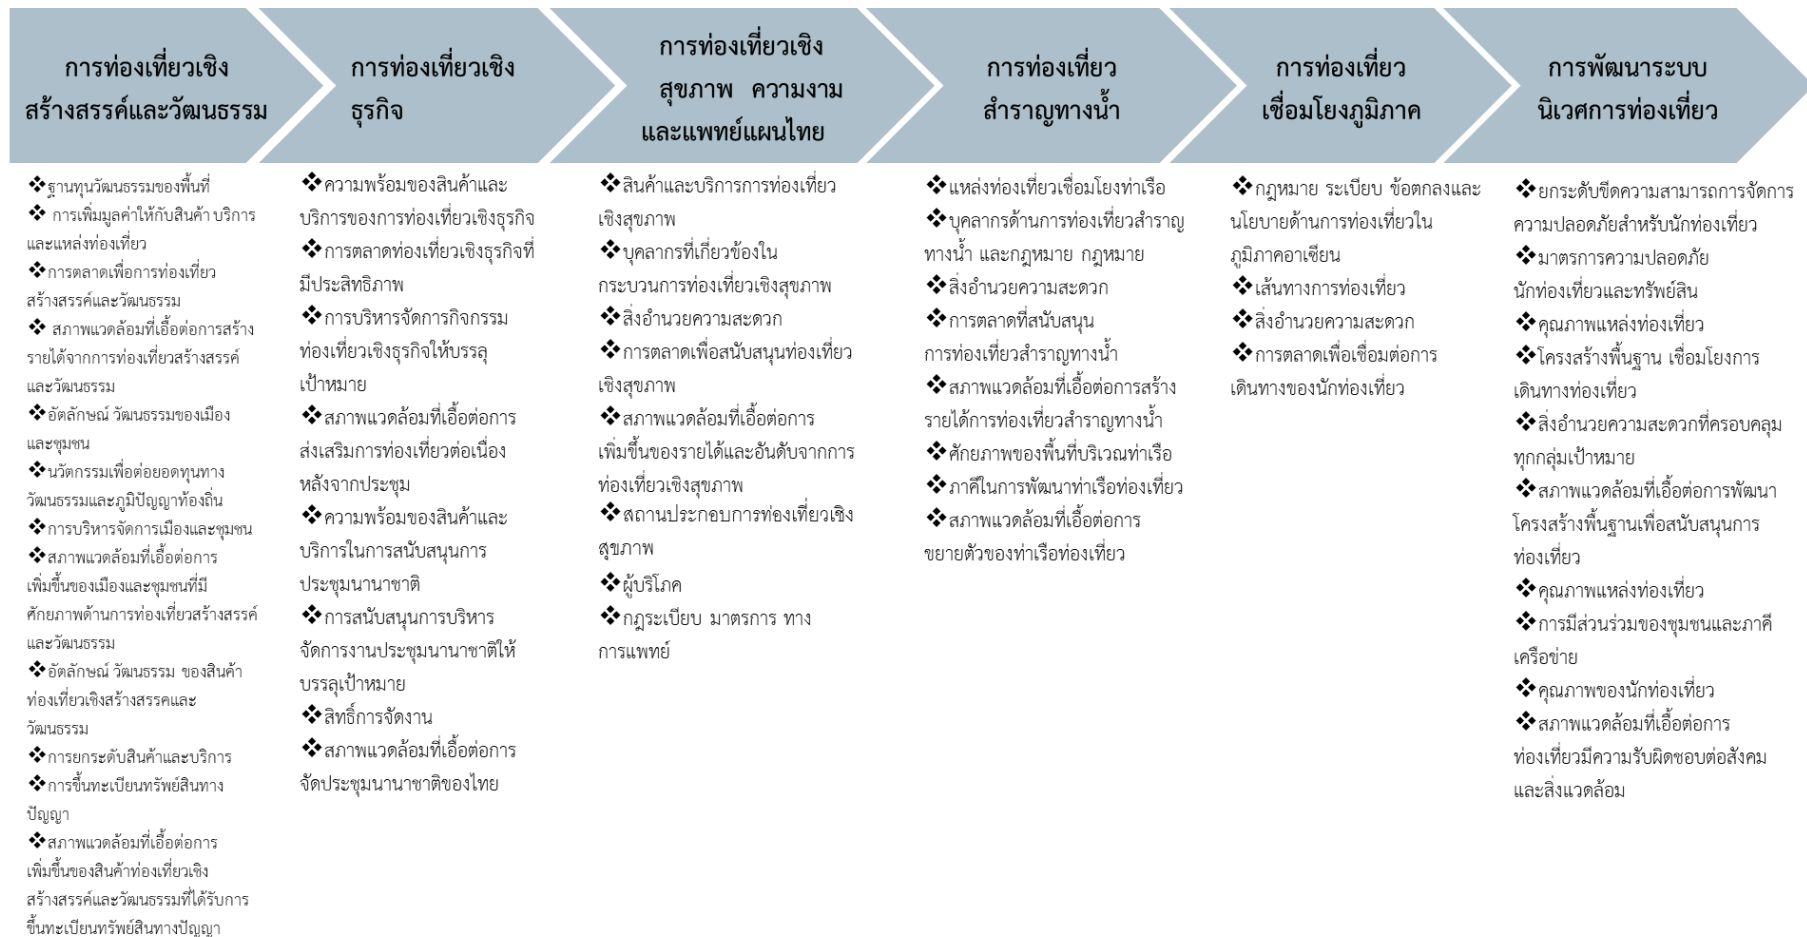 การท่องเที่ยวเชิง
สร้างสรรค์และวัฒนธรรม
❖ฐานทุนวัฒนธรรมของพื้นที่
❖ การเพิ่มมูลค่าให้กับสินค้า บริการ
และแหล่งท่องเที่ยว
❖การตลาดเพื่อการท่องเที่ยว
สร้างสรรค์และวัฒนธรรม
❖ สภาพแวดล้อมที่เอื้อต่อการสร้าง
รายได้จากการท่องเที่ยวสร้างสรรค์
และวัฒนธรรม
❖อัตลักษณ์ วัฒนธรรมของเมือง
และชุมชน
❖นวัตกรรมเพื่อต่อยอดทุนทาง
วัฒนธรรมและภูมิปัญญาท้องถิ่น
❖การบริหารจัดการเมืองและชุมชน
❖สภาพแวดล้อมที่เอื้อต่อการ
เพิ่มขึ้นของเมืองและชุมชนที่มี
ศักยภาพด้านการท่องเที่ยวสร้างสรรค์
และวัฒนธรรม
❖อัตลักษณ์ วัฒนธรรม ของสินค้า
ท่องเที่ยวเชิงสร้างสรรคและ
วัฒนธรรม
❖การยกระดับสินค้าและบริการ
❖การขึ้นทะเบียนทรัพย์สินทาง
ปัญญา
❖สภาพแวดล้อมที่เอื้อต่อการ
เพิ่มขึ้นของสินค้าท่องเที่ยวเชิง
สร้างสรรค์และวัฒนธรรมที่ได้รับการ
ขึ้นทะเบียนทรัพย์สินทางปัญญา
การท่องเที่ยวเชิง
ธุรกิจ
❖ความพร้อมของสินค้าและ
บริการของการท่องเที่ยวเชิงธุรกิจ
❖การตลาดท่องเที่ยวเชิงธุรกิจที่
มีประสิทธิภาพ
❖การบริหารจัดการกิจกรรม
ท่องเที่ยวเชิงธุรกิจให้บรรลุ
เป้าหมาย
❖สภาพแวดล้อมที่เอื้อต่อการ
ส่งเสริมการท่องเที่ยวต่อเนื่อง
หลังจากประชุม
❖ความพร้อมของสินค้าและ
บริการในการสนับสนุนการ
ประชุมนานาชาติ
❖การสนับสนุนการบริหาร
จัดการงานประชุมนานาชาติให้
บรรลุเป้าหมาย
❖สิทธิ์การจัดงาน
❖สภาพแวดล้อมที่เอื้อต่อการ
จัดประชุมนานาชาติของไทย
การท่องเที่ยวเชิง
สุขภาพ ความงาม
และแพทย์แผนไทย
❖สินค้าและบริการการท่องเที่ยว
เชิงสุขภาพ
❖บุคลากรที่เกี่ยวข้องใน
กระบวนการท่องเที่ยวเชิงสุขภาพ
❖สิ่งอำนวยความสะดวก
❖การตลาดเพื่อสนับสนุนท่องเที่ยว
เชิงสุขภาพ
❖สภาพแวดล้อมที่เอื้อต่อการ
เพิ่มขึ้นของรายได้และอันดับจากการ
ท่องเที่ยวเชิงสุขภาพ
❖สถานประกอบการท่องเที่ยวเชิง
สุขภาพ
❖ผู้บริโภค
❖กฎระเบียบ มาตรการ ทาง
การแพทย์
การท่องเที่ยว
สำราญทางน้ำ
❖แหล่งท่องเที่ยวเชื่อมโยงท่าเรือ
❖บุคลากรด้านการท่องเที่ยวสำราญ
ทางน้ำ และกฎหมาย กฎหมาย
❖สิ่งอำนวยความสะดวก
❖การตลาดที่สนับสนุน
การท่องเที่ยวสำราญทางน้ำ
❖สภาพแวดล้อมที่เอื้อต่อการสร้าง
รายได้การท่องเที่ยวสำราญทางน้ำ
❖ศักยภาพของพื้นที่บริเวณท่าเรือ
❖ภาคีในการพัฒนาท่าเรือท่องเที่ยว
❖สภาพแวดล้อมที่เอื้อต่อการ
ขยายตัวของท่าเรือท่องเที่ยว
การท่องเที่ยว
เชื่อมโยงภูมิภาค
❖กฎหมาย ระเบียบ ข้อตกลงและ
นโยบายด้านการท่องเที่ยวใน
ภูมิภาคอาเซียน
❖เส้นทางการท่องเที่ยว
❖สิ่งอำนวยความสะดวก
❖การตลาดเพื่อเชื่อมต่อการ
เดินทางของนักท่องเที่ยว
การพัฒนาระบบ
นิเวศการท่องเที่ยว
❖ยกระดับขีดความสามารถการจัดการ
ความปลอดภัยสำหรับนักท่องเที่ยว
❖มาตรการความปลอดภัย
นักท่องเที่ยวและทรัพย์สิน
❖คุณภาพแหล่งท่องเที่ยว
❖โครงสร้างพื้นฐาน เชื่อมโยงการ
เดินทางท่องเที่ยว
❖สิ่งอำนวยความสะดวกที่ครอบคลุม
ทุกกลุ่มเป้าหมาย
❖สภาพแวดล้อมที่เอื้อต่อการพัฒนา
โครงสร้างพื้นฐานเพื่อสนับสนุนการ
ท่องเที่ยว
❖คุณภาพแหล่งท่องเที่ยว
❖การมีส่วนร่วมของชุมชนและภาคี
เครือข่าย
❖คุณภาพของนักท่องเที่ยว
❖สภาพแวดล้อมที่เอื้อต่อการ
ท่องเที่ยวมีความรับผิดชอบต่อสังคม
และสิ่งแวดล้อม